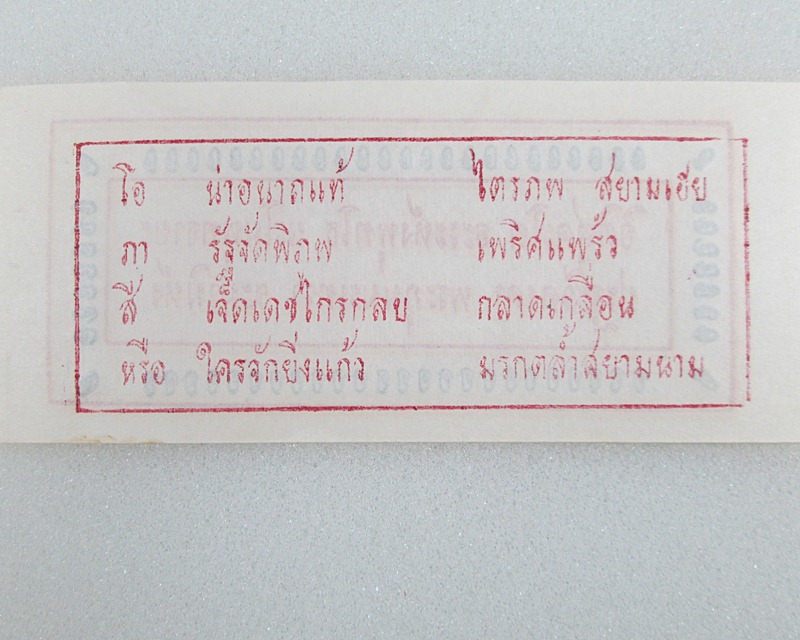 โอ น่าอนาถแท้ ไตรภพ สยามเฮย
ภา รัฐจัดพิภพ เพริศแพร้ว
สี เจ็ดเดชไกรกลบ กลาดเกลื่อน
หรือ ใครจักยิ่งแก้ว มรกตล้ำสยามนาม